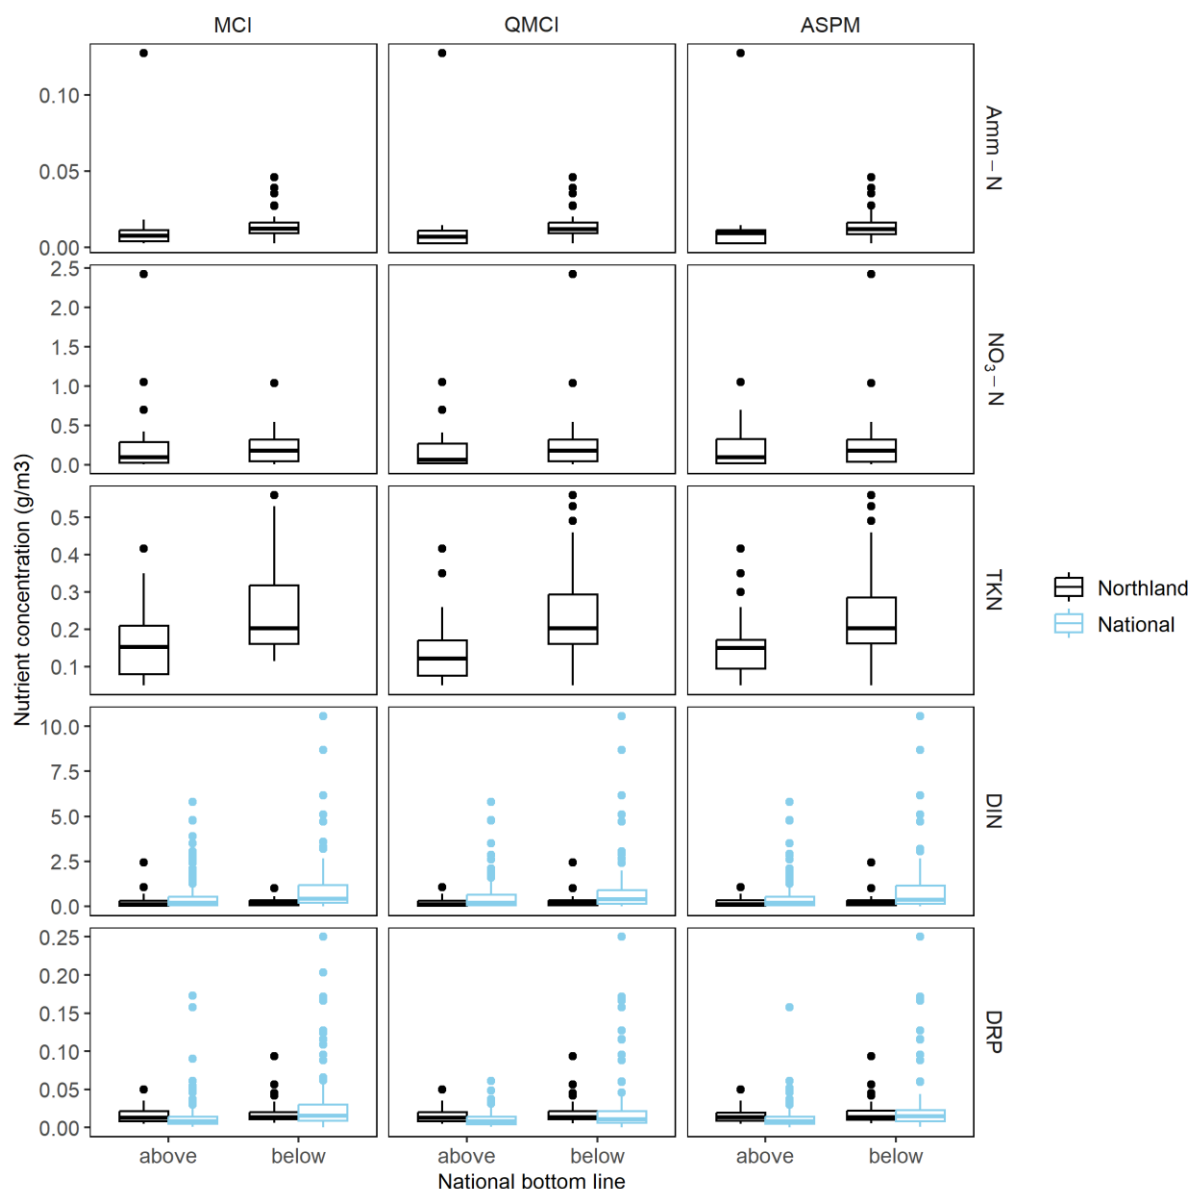 MCI QMCI ASPM
0.10
0.05
0.00
Amm − N
2.5
2.0
1.5
1.0
0.5
0.0
NO₃ − N
0.5
0.4
0.3
0.2
0.1
TKN
10.0
7.5
5.0
2.5
0.0
DIN
0.25
0.20
0.15
0.10
0.05
0.00
DRP
above below above below above below
National bottom line
Nutrient concentration (g/m3)
Northland
National